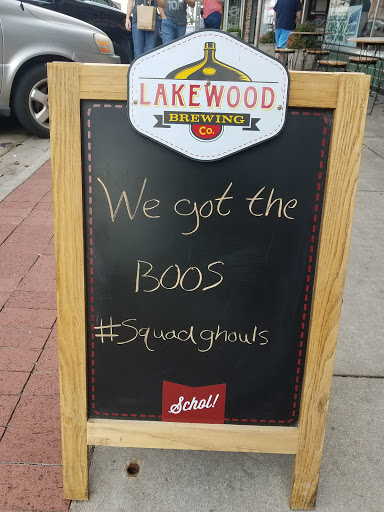 LAKEWOOD
BREWING
Co.
We got the
BOOS
#Squadghouls
Schol!